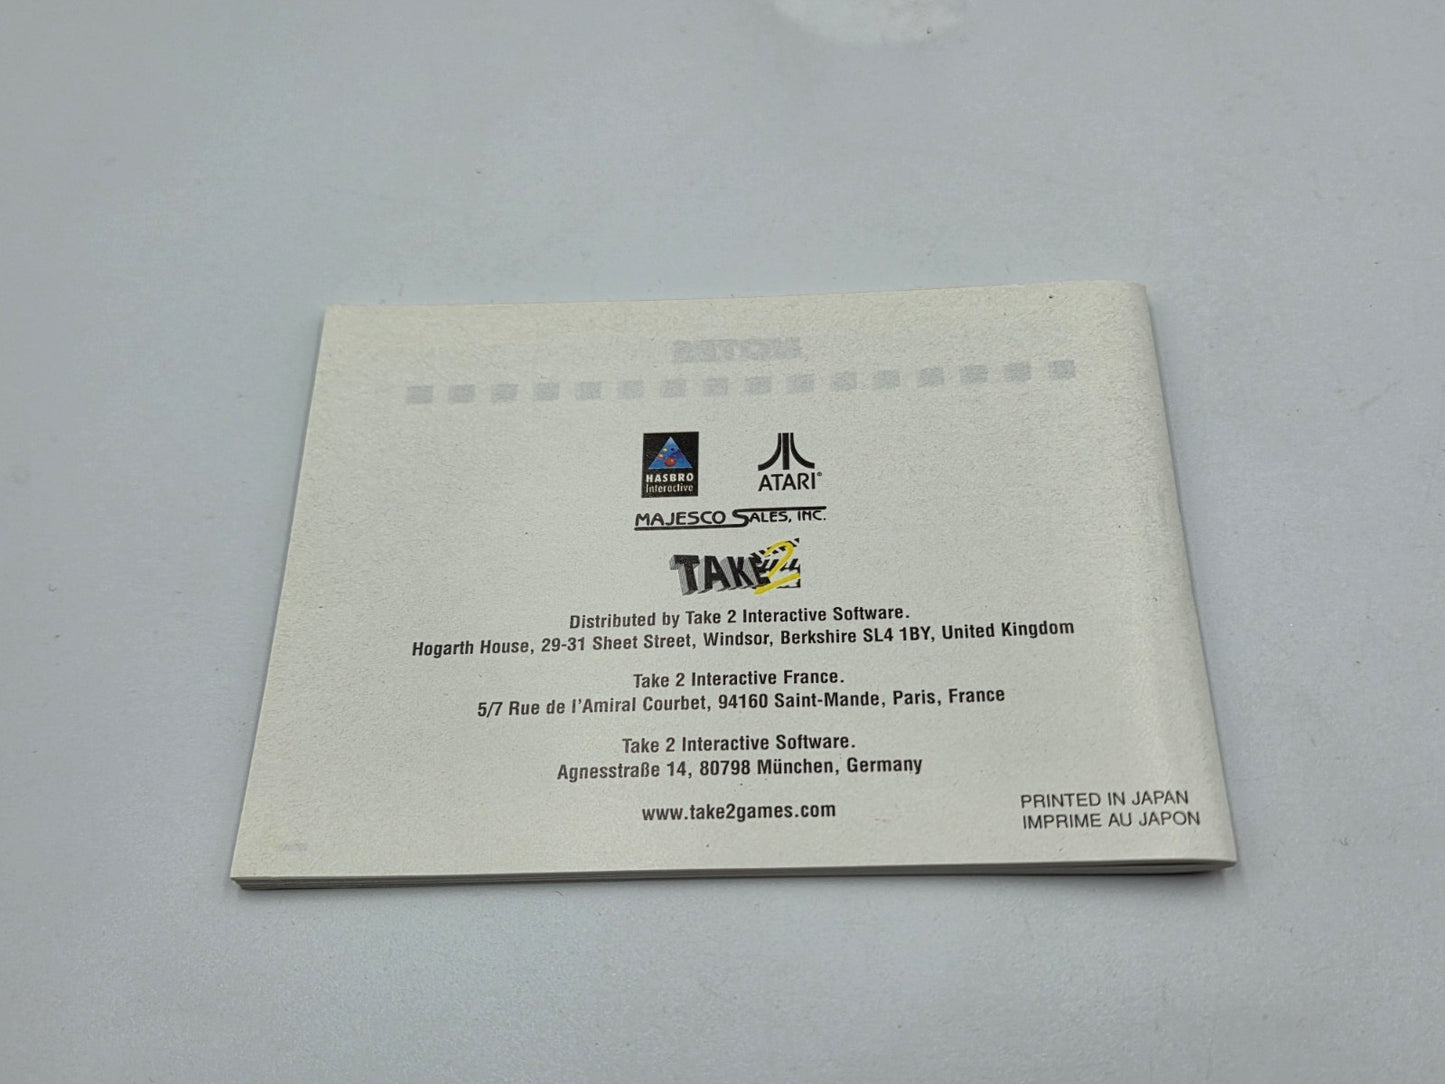 NOTES
HASBRO
Interactive
ATARI®
MAJESCO SALES, INC.
TAKE 2
Distributed by Take 2 Interactive Software.
Hogarth House, 29-31 Sheet Street, Windsor, Berkshire SL4 1BY, United Kingdom
Take 2 Interactive France.
5/7 Rue de l'Amiral Courbet, 94160 Saint-Mande, Paris, France
Take 2 Interactive Software.
Agnesstraße 14, 80798 München, Germany
www.take2games.com
PRINTED IN JAPAN
IMPRIME AU JAPON